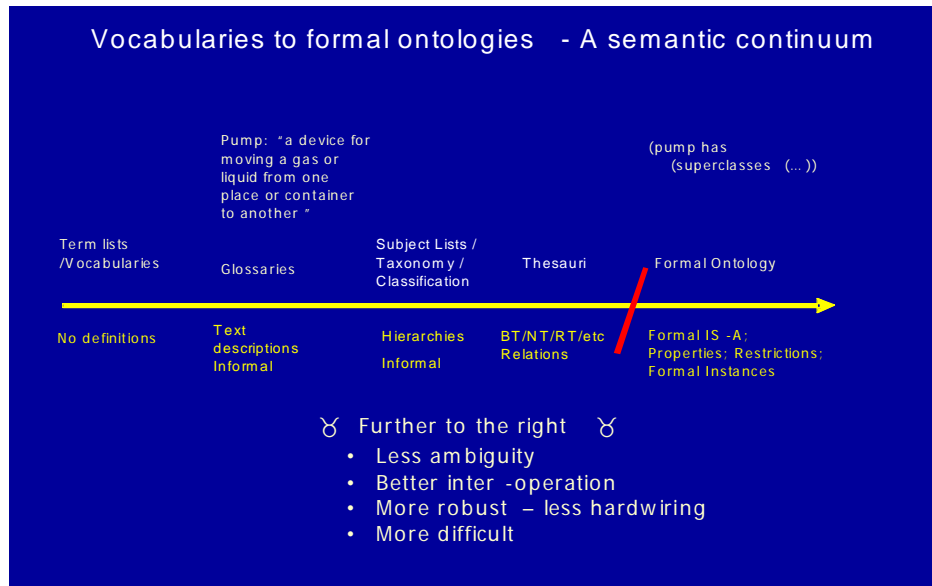 Vocabularies to formal ontologies - A semantic continuum
Pump: "a device for
moving a gas or
liquid from one
place or container
to another "
(pump has
(superclasses (...))
Term lists
/Vocabularies
Glossaries
Subject Lists /
Taxonomy /
Classification
Thesauri
Formal Ontology
No definitions
Text
descriptions
Informal
Hierarchies
Informal
BT/NT/RT/etc
Relations
Formal IS -A;
Properties; Restrictions;
Formal Instances
♉ Further to the right ♉
• Less ambiguity
• Better inter -operation
• More robust – less hardwiring
• More difficult